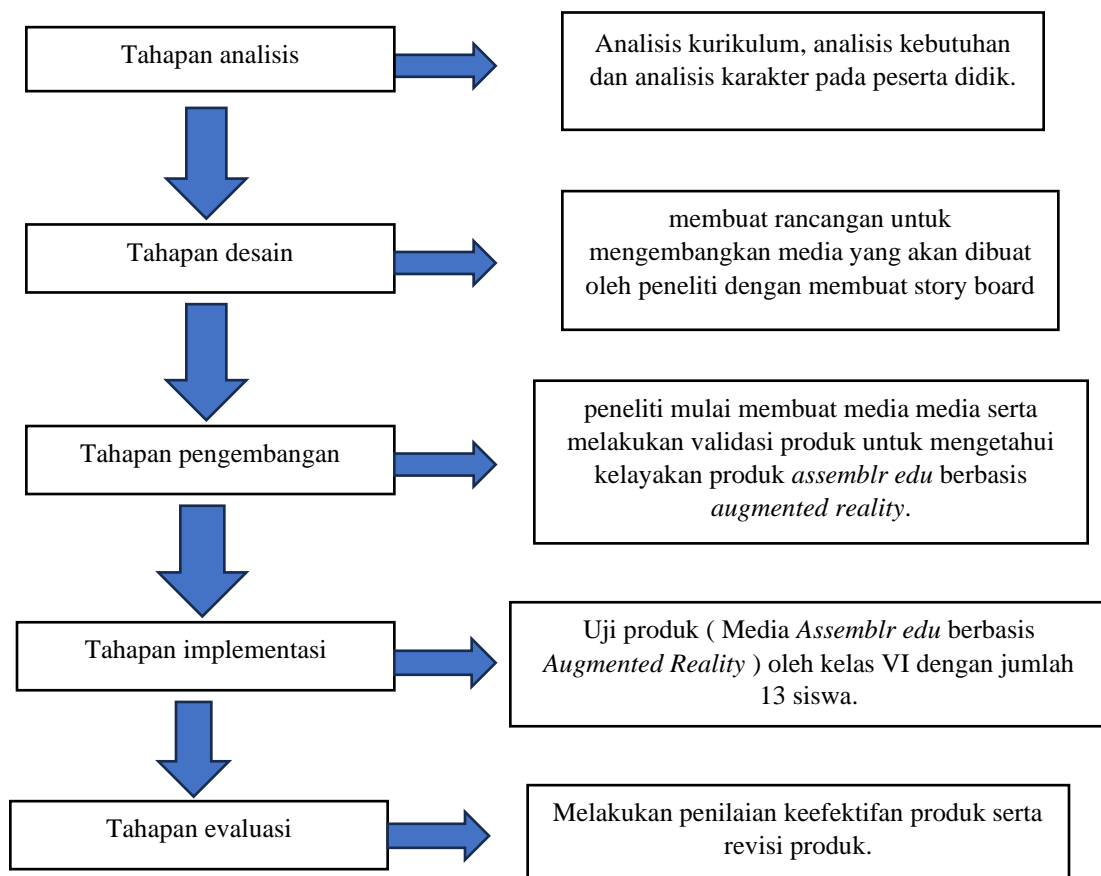 Tahapan analisis
Analisis kurikulum, analisis kebutuhan
dan analisis karakter pada peserta didik.
Tahapan desain
membuat rancangan untuk
mengembangkan media yang akan dibuat
oleh peneliti dengan membuat story board
Tahapan pengembangan
peneliti mulai membuat media media serta
melakukan validasi produk untuk mengetahui
kelayakan produk assemblr edu berbasis
augmented reality.
Tahapan implementasi
Uji produk ( Media Assemblr edu berbasis
Augmented Reality ) oleh kelas VI dengan jumlah
13 siswa.
Tahapan evaluasi
Melakukan penilaian keefektifan produk serta
revisi produk.